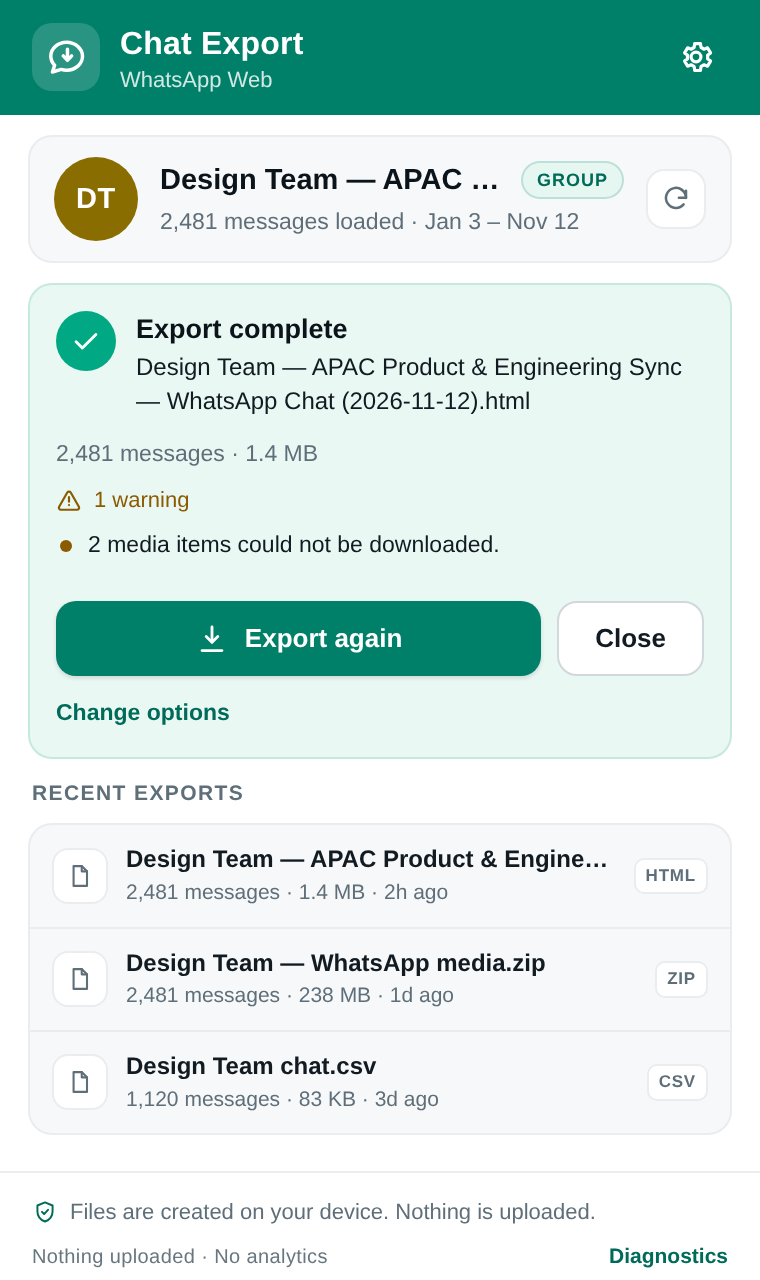 Chat Export
WhatsApp Web
DT
Design Team — APAC ...
GROUP
2,481 messages loaded · Jan 3 – Nov 12
Export complete
Design Team — APAC Product & Engineering Sync
— WhatsApp Chat (2026-11-12).html
2,481 messages · 1.4 MB
1 warning
2 media items could not be downloaded.
Export again
Close
Change options
RECENT EXPORTS
Design Team — APAC Product & Engine...
HTML
2,481 messages · 1.4 MB · 2h ago
Design Team — WhatsApp media.zip
ZIP
2,481 messages · 238 MB · 1d ago
Design Team chat.csv
CSV
1,120 messages · 83 KB · 3d ago
Files are created on your device. Nothing is uploaded.
Nothing uploaded · No analytics
Diagnostics